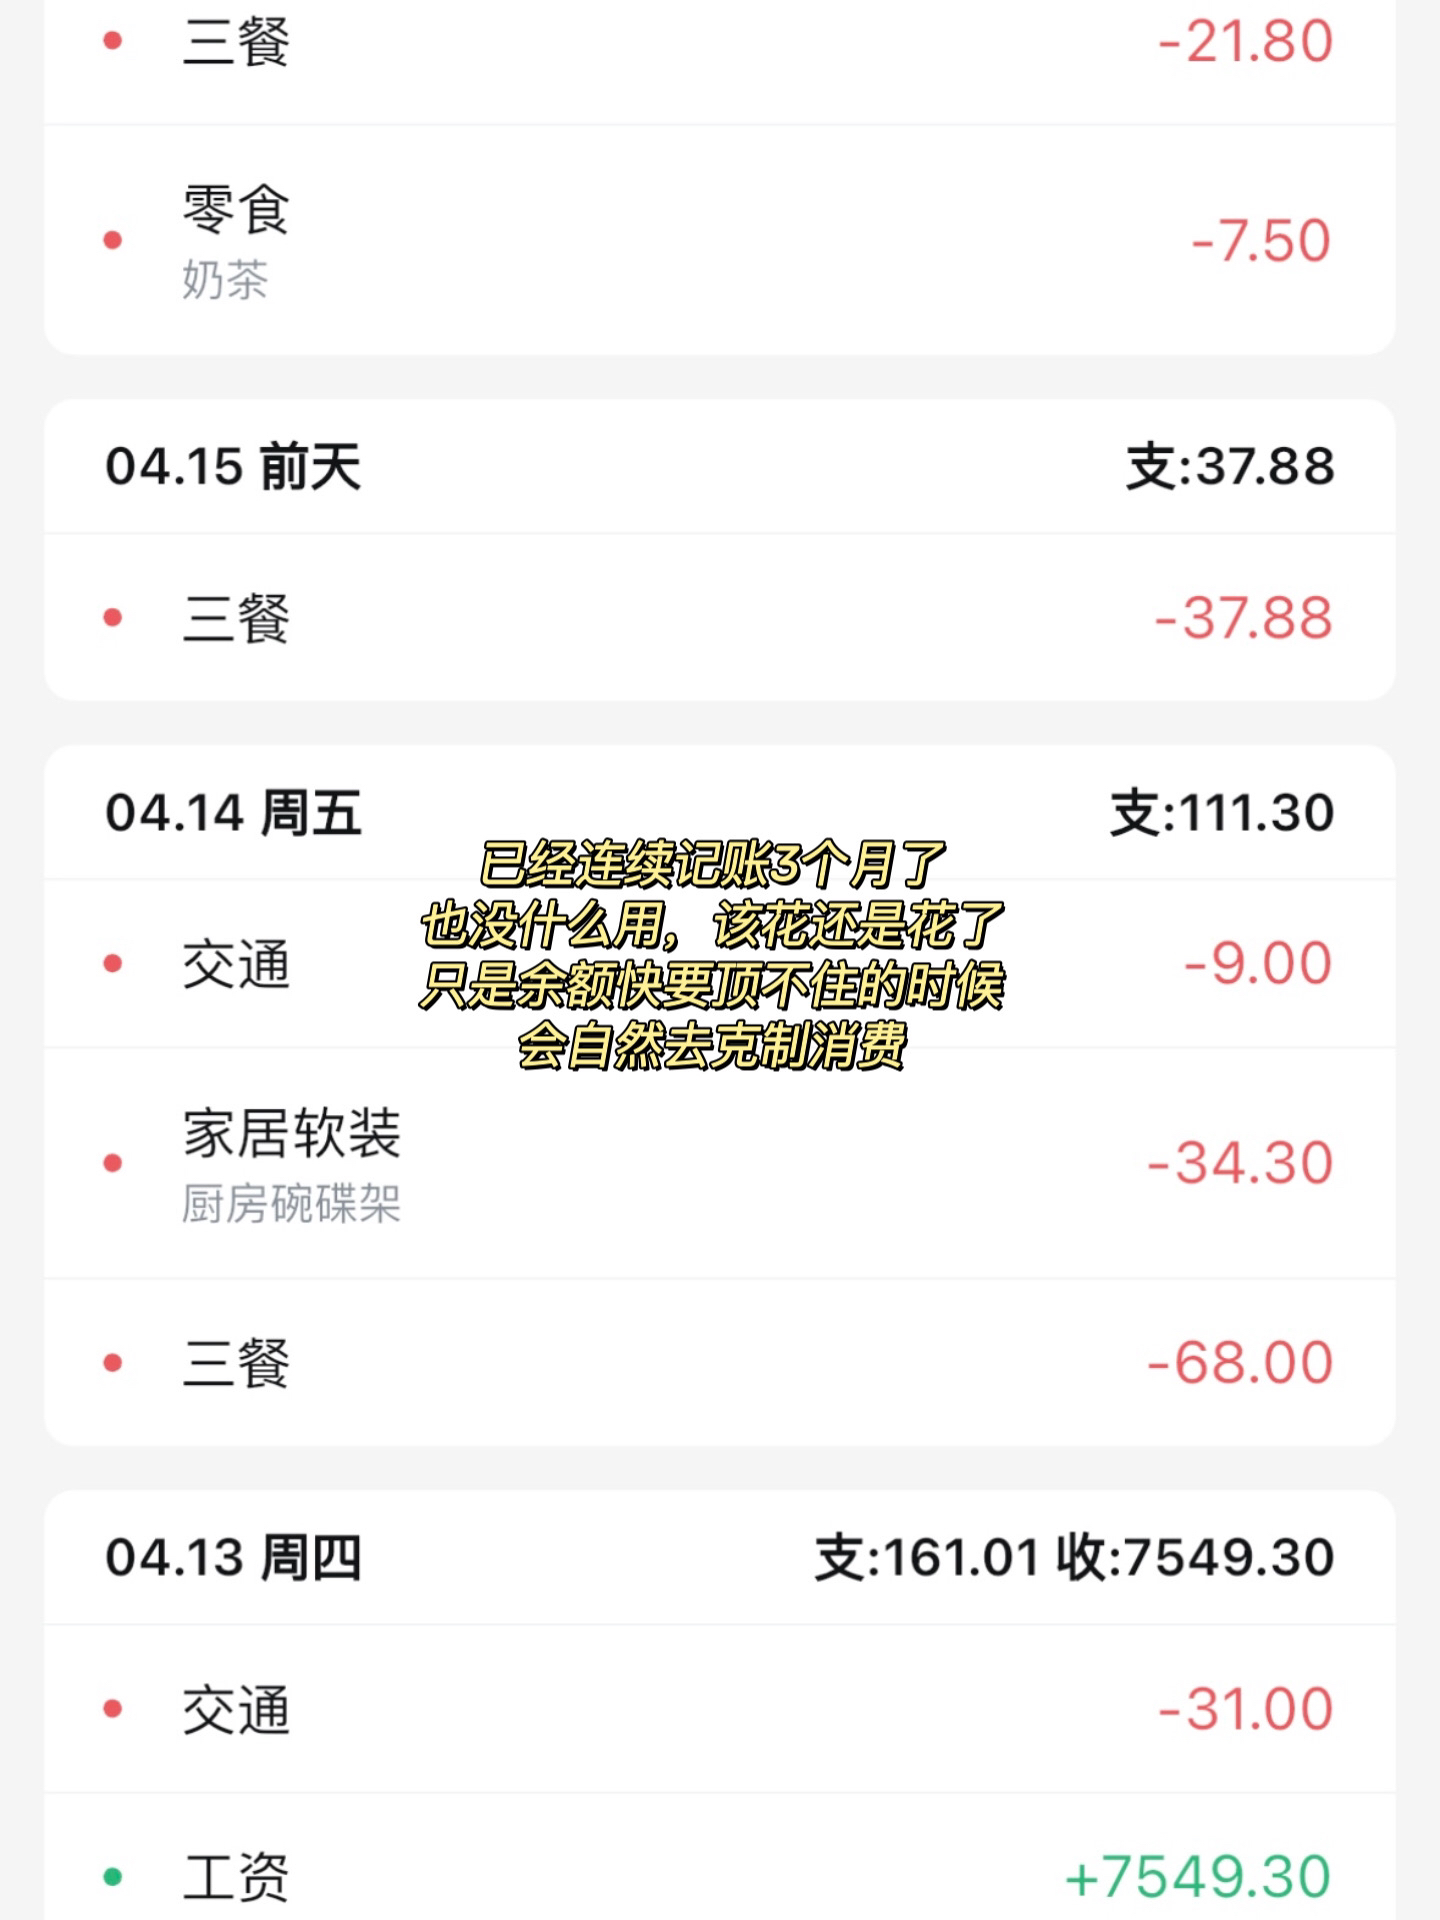 三餐 -21.80
零食 -7.50
奶茶
04.15 前天 支:37.88
三餐 -37.88
04.14 周五 支:111.30
已经连续记账3个月了
也没什么用，该花还是花了
只是余额快要顶不住的时候
会自然去克制消费
交通 -9.00
家居软装 -34.30
厨房碗碟架
三餐 -68.00
04.13 周四 支:161.01 收:7549.30
交通 -31.00
工资 +7549.30